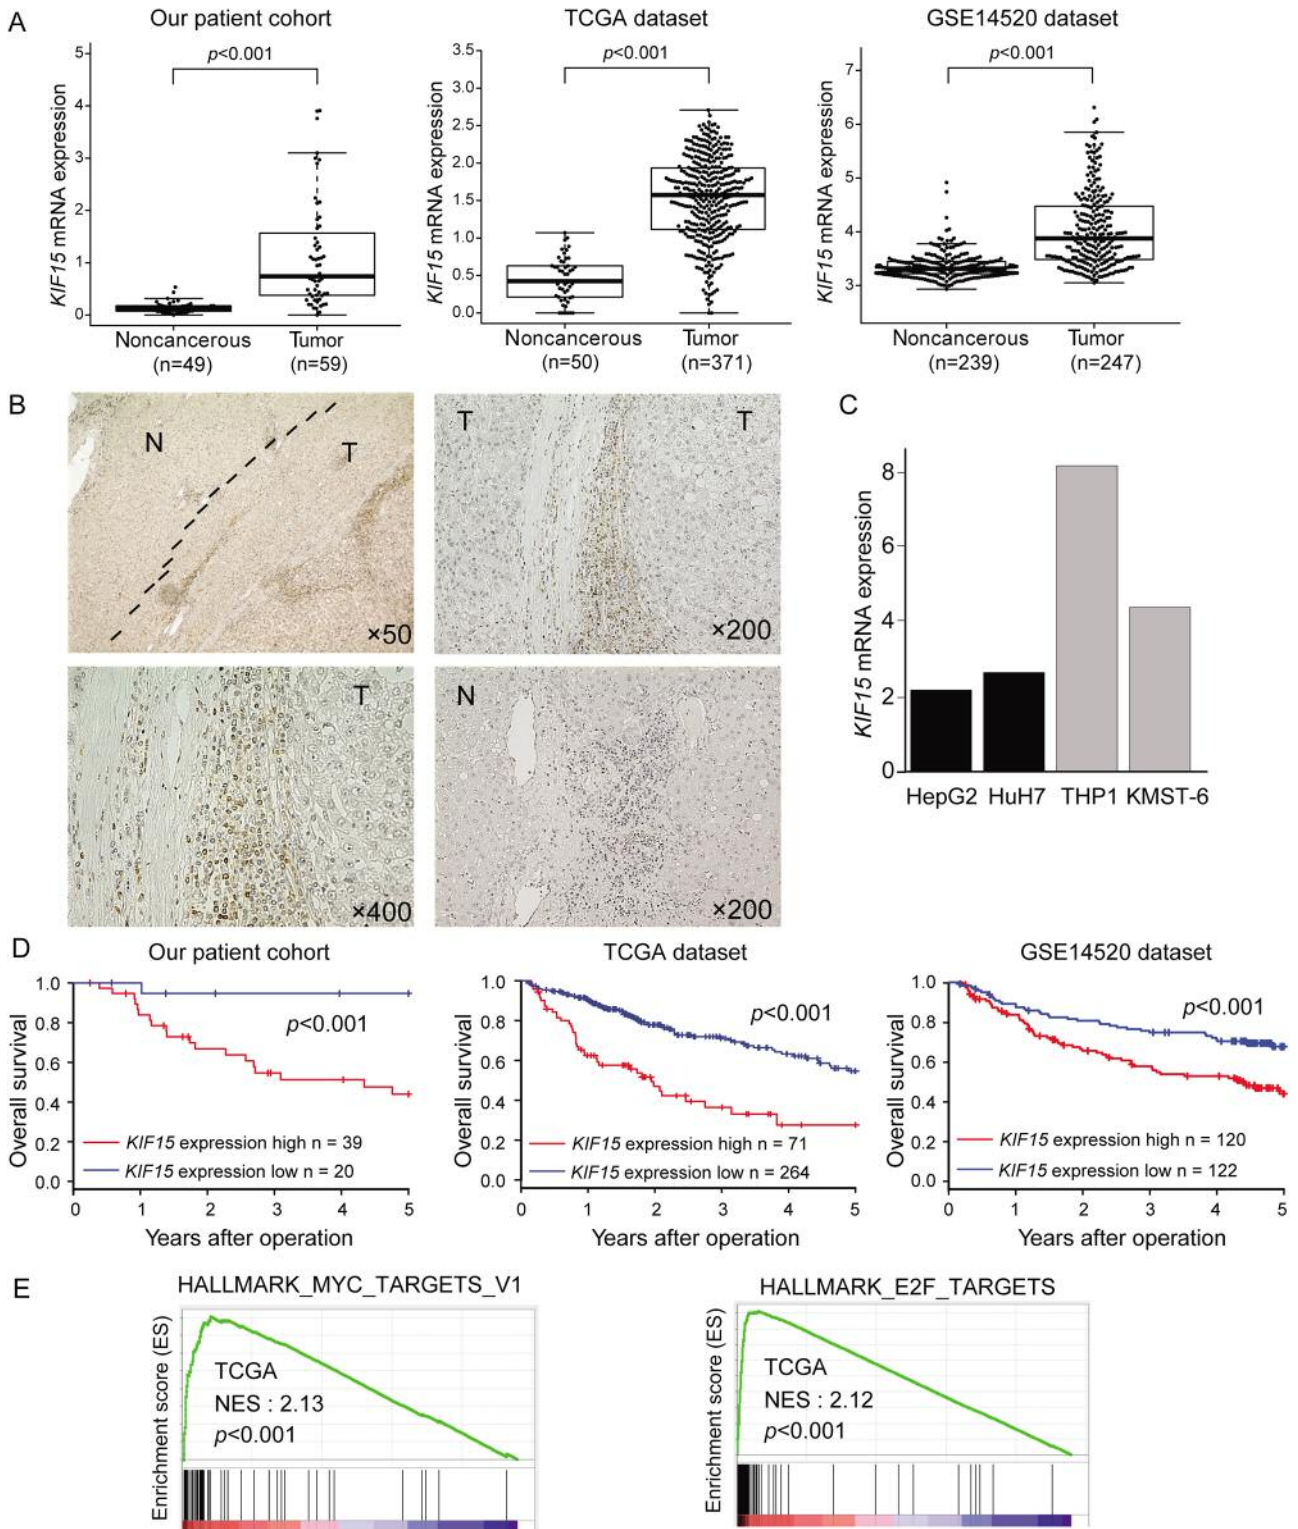 A
Our patient cohort
TCGA dataset
GSE14520 dataset
KIF15 mRNA expression
5
4
3
2
1
0
p<0.001
Noncancerous
(n=49)
Tumor
(n=59)
KIF15 mRNA expression
3.5
3.0
2.5
2.0
1.5
1.0
0.5
0.0
p<0.001
Noncancerous
(n=50)
Tumor
(n=371)
KIF15 mRNA expression
7
6
5
4
3
p<0.001
Noncancerous
(n=239)
Tumor
(n=247)
B
N
T
×50
T
T
×200
T
×400
N
×200
C
KIF15 mRNA expression
8
6
4
2
0
HepG2 HuH7 THP1 KMST-6
D
Our patient cohort
Overall survival
1.0
0.8
0.6
0.4
0.2
0.0
p<0.001
KIF15 expression high n = 39
KIF15 expression low n = 20
0 1 2 3 4 5
Years after operation
TCGA dataset
Overall survival
1.0
0.8
0.6
0.4
0.2
0.0
p<0.001
KIF15 expression high n = 71
KIF15 expression low n = 264
0 1 2 3 4 5
Years after operation
GSE14520 dataset
Overall survival
1.0
0.8
0.6
0.4
0.2
0.0
p<0.001
KIF15 expression high n = 120
KIF15 expression low n = 122
0 1 2 3 4 5
Years after operation
E
HALLMARK_MYC_TARGETS_V1
Enrichment score (ES)
TCGA
NES : 2.13
p<0.001
HALLMARK_E2F_TARGETS
Enrichment score (ES)
TCGA
NES : 2.12
p<0.001